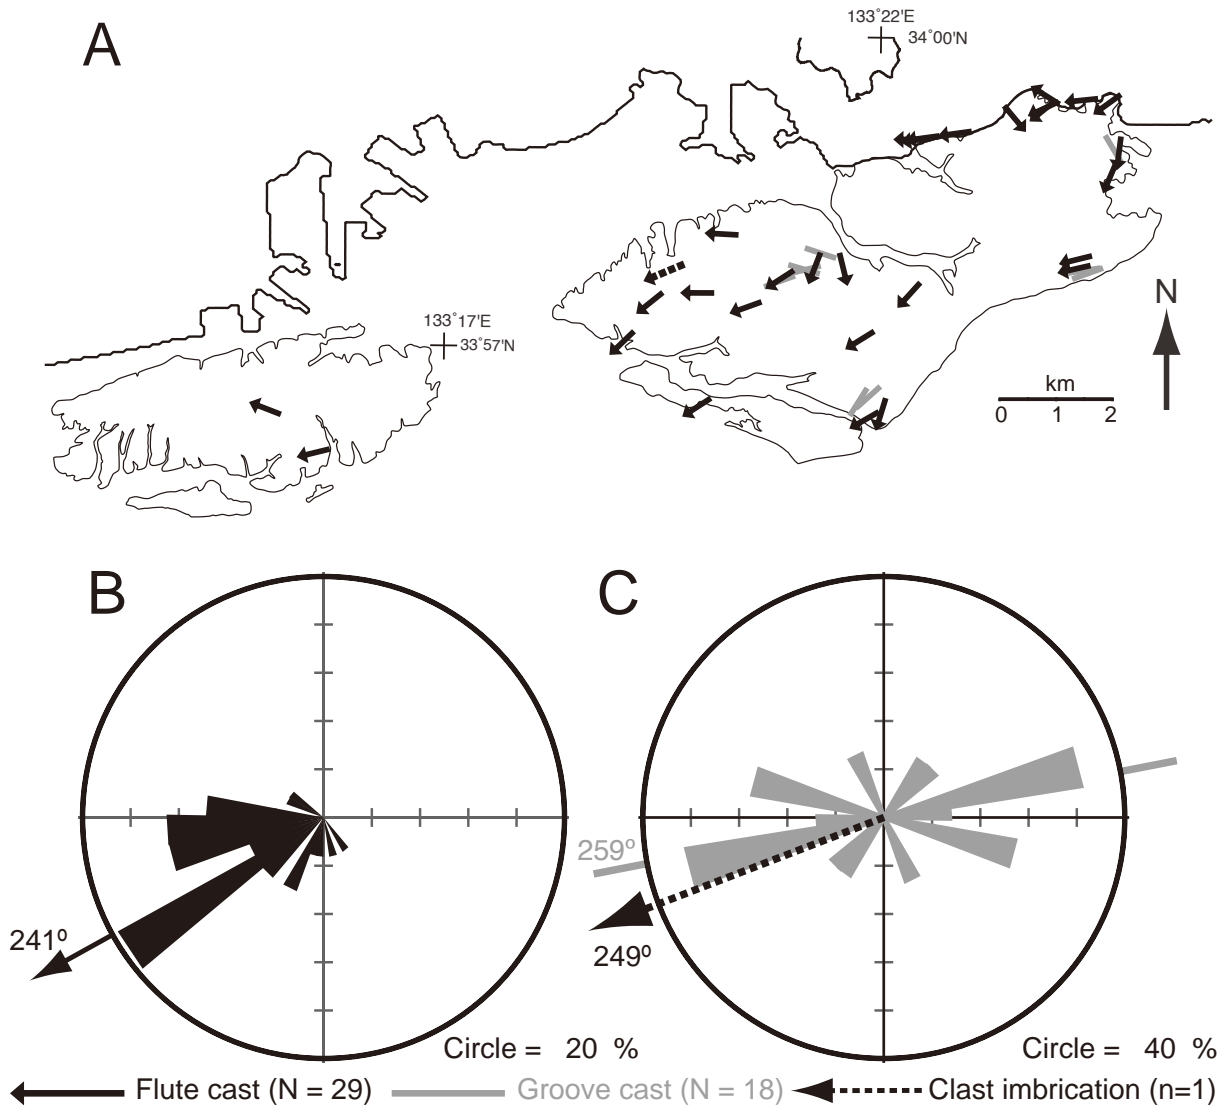 A
133°22'E
34°00'N
133°17'E
33°57'N
N
km
0 1 2
B
C
241º
259º
249º
Circle = 20 %
Circle = 40 %
Flute cast (N = 29)
Groove cast (N = 18)
Clast imbrication (n=1)